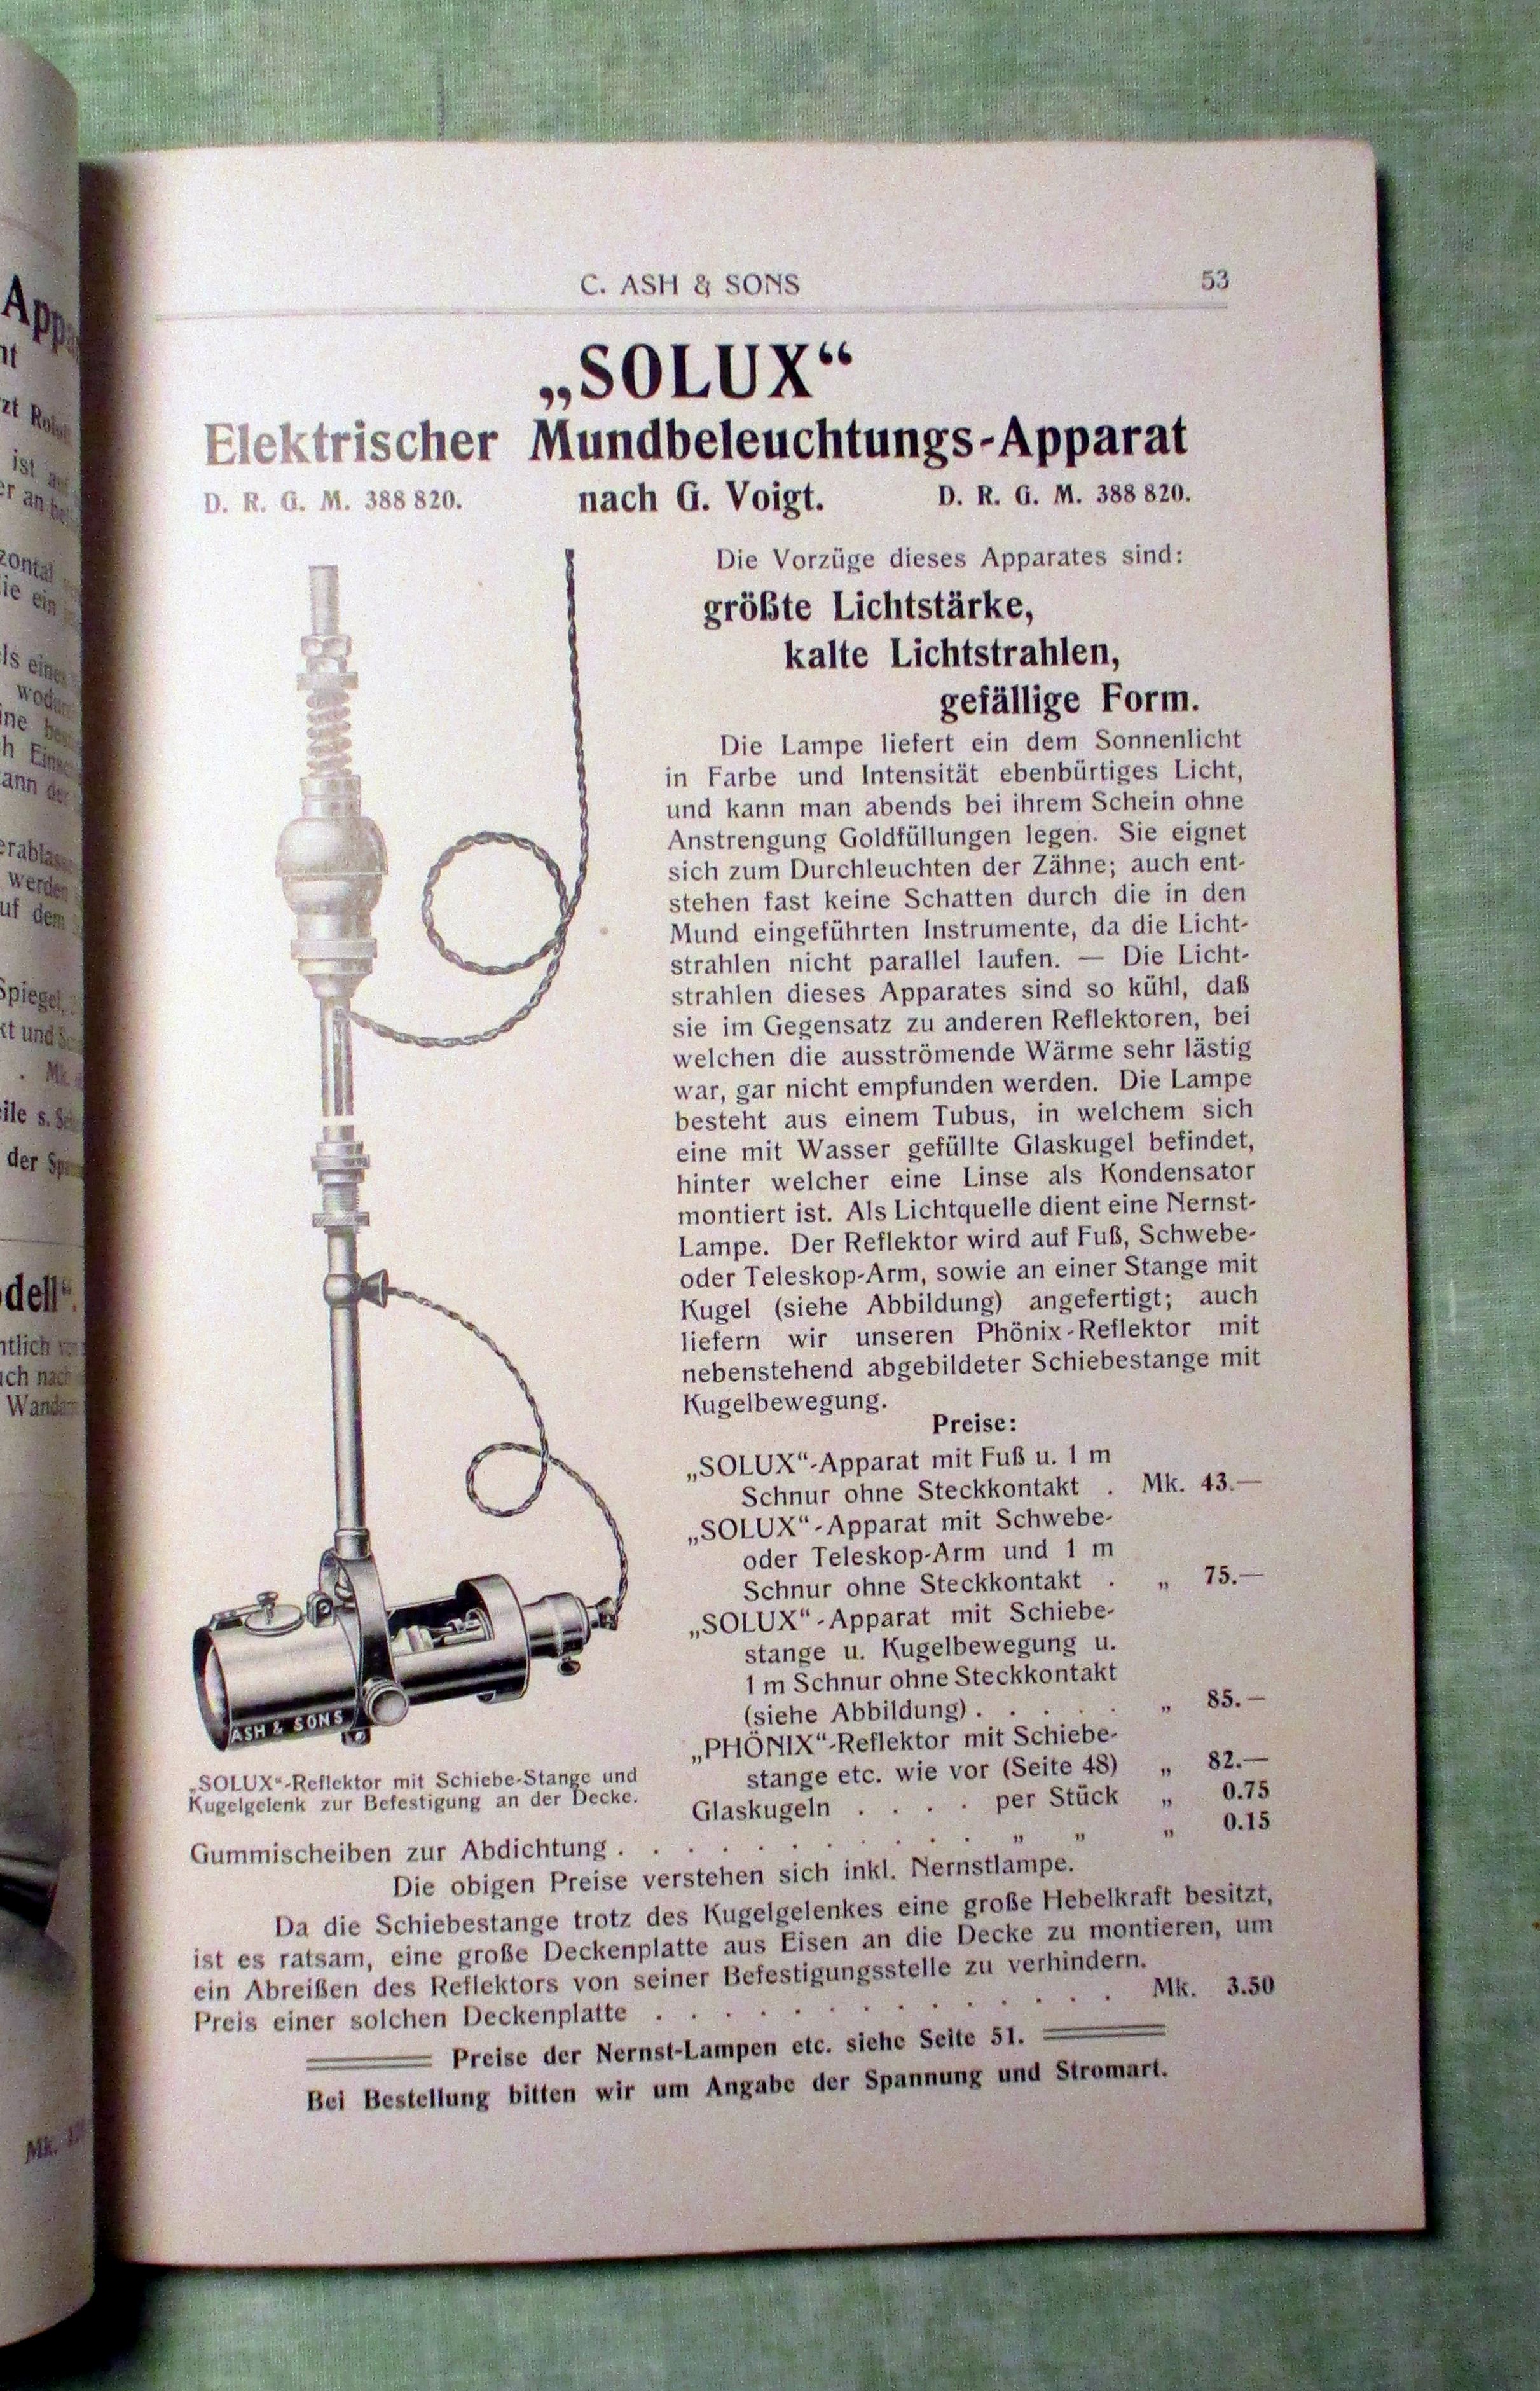 C. ASH & SONS 53
„SOLUX“
Elektrischer Mundbeleuchtungs-Apparat
D. R. G. M. 388 820. nach G. Voigt. D. R. G. M. 388 820.
Die Vorzüge dieses Apparates sind:
größte Lichtstärke,
kalte Lichtstrahlen,
gefällige Form.
Die Lampe liefert ein dem Sonnenlicht
in Farbe und Intensität ebenbürtiges Licht,
und kann man abends bei ihrem Schein ohne
Anstrengung Goldfüllungen legen. Sie eignet
sich zum Durchleuchten der Zähne; auch ent-
stehen fast keine Schatten durch die in den
Mund eingeführten Instrumente, da die Licht-
strahlen nicht parallel laufen. — Die Licht-
strahlen dieses Apparates sind so kühl, daß
sie im Gegensatz zu anderen Reflektoren, bei
welchen die ausströmende Wärme sehr lästig
war, gar nicht empfunden werden. Die Lampe
besteht aus einem Tubus, in welchem sich
eine mit Wasser gefüllte Glaskugel befindet,
hinter welcher eine Linse als Kondensator
montiert ist. Als Lichtquelle dient eine Nernst-
Lampe. Der Reflektor wird auf Fuß, Schwebe-
oder Teleskop-Arm, sowie an einer Stange mit
Kugel (siehe Abbildung) angefertigt; auch
liefern wir unseren Phönix-Reflektor mit
nebenstehend abgebildeter Schiebestange mit
Kugelbewegung.
Preise:
„SOLUX“-Apparat mit Fuß u. 1 m
Schnur ohne Steckkontakt . Mk. 43.—
„SOLUX“-Apparat mit Schwebe-
oder Teleskop-Arm und 1 m
Schnur ohne Steckkontakt . „ 75.—
„SOLUX“-Apparat mit Schiebe-
stange u. Kugelbewegung u.
1 m Schnur ohne Steckkontakt
(siehe Abbildung) . . . . . „ 85.—
„PHÖNIX“-Reflektor mit Schiebe-
stange etc. wie vor (Seite 48) „ 82.—
Glaskugeln . . . . per Stück „ 0.75
ASH & SONS
„SOLUX“-Reflektor mit Schiebe-Stange und
Kugelgelenk zur Befestigung an der Decke.
Gummischeiben zur Abdichtung . . . . . . . . . . . „ „ „ 0.15
Die obigen Preise verstehen sich inkl. Nernstlampe.
Da die Schiebestange trotz des Kugelgelenkes eine große Hebelkraft besitzt,
ist es ratsam, eine große Deckenplatte aus Eisen an die Decke zu montieren, um
ein Abreißen des Reflektors von seiner Befestigungsstelle zu verhindern.
Preis einer solchen Deckenplatte . . . . . . . . . . . . . . Mk. 3.50
Preise der Nernst-Lampen etc. siehe Seite 51.
Bei Bestellung bitten wir um Angabe der Spannung und Stromart.